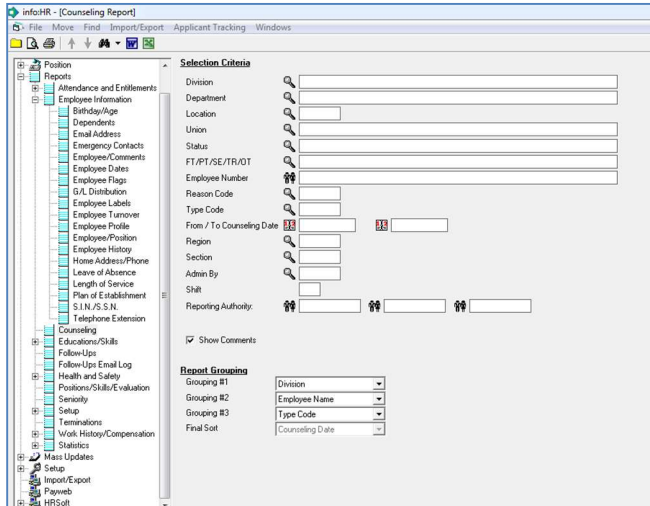 info:HR - [Counseling Report]
File Move Find Import/Export Applicant Tracking Windows
Position
Reports
Attendance and Entitlements
Employee Information
Birthday/Age
Dependents
Email Address
Emergency Contacts
Employee/Comments
Employee Dates
Employee Flags
G/L Distribution
Employee Labels
Employee Turnover
Employee Profile
Employee/Position
Employee History
Home Address/Phone
Leave of Absence
Length of Service
Plan of Establishment
S.I.N./S.S.N.
Telephone Extension
Counseling
Educations/Skills
Follow-Ups
Follow-Ups Email Log
Health and Safety
Positions/Skills/Evaluation
Seniority
Setup
Terminations
Work History/Compensation
Statistics
Mass Updates
Setup
Import/Export
Payweb
HRSoft
Selection Criteria
Division
Department
Location
Union
Status
FT/PT/SE/TR/OT
Employee Number
Reason Code
Type Code
From / To Counseling Date
Region
Section
Admin By
Shift
Reporting Authority:
Show Comments
Report Grouping
Grouping #1 Division
Grouping #2 Employee Name
Grouping #3 Type Code
Final Sort Counseling Date